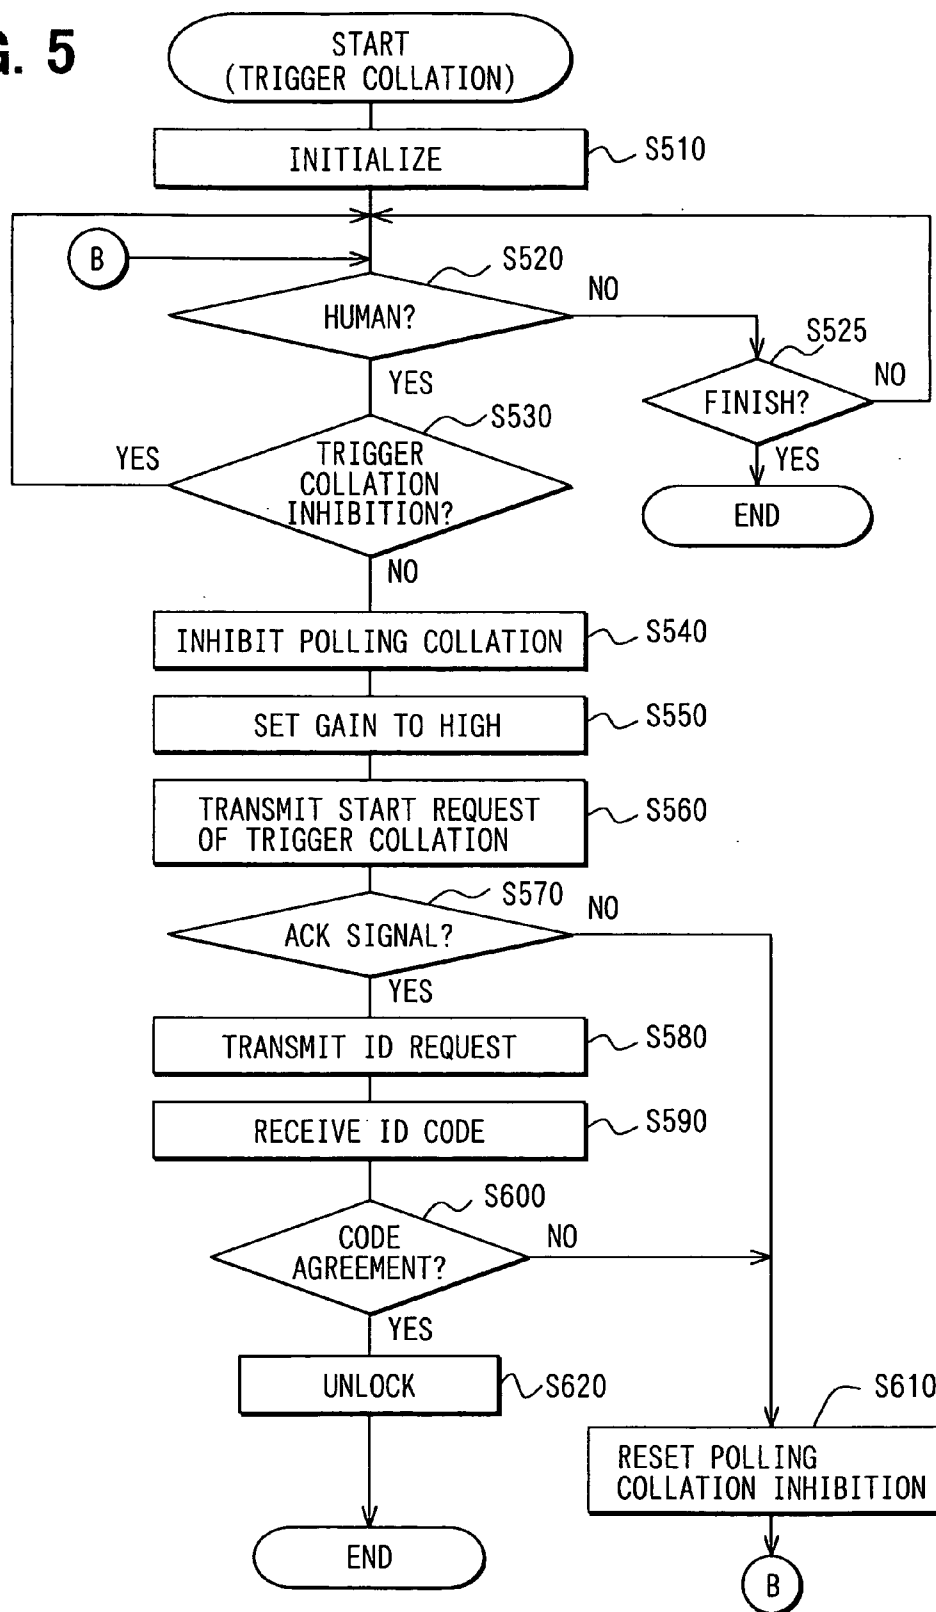 G. 5
START
(TRIGGER COLLATION)
INITIALIZE
S510
B
S520
HUMAN?
NO
S525
FINISH?
NO
YES
END
YES
S530
TRIGGER
COLLATION
INHIBITION?
YES
NO
INHIBIT POLLING COLLATION
S540
SET GAIN TO HIGH
S550
TRANSMIT START REQUEST
OF TRIGGER COLLATION
S560
S570
ACK SIGNAL?
NO
YES
TRANSMIT ID REQUEST
S580
RECEIVE ID CODE
S590
S600
CODE
AGREEMENT?
NO
YES
UNLOCK
S620
S610
RESET POLLING
COLLATION INHIBITION
END
B